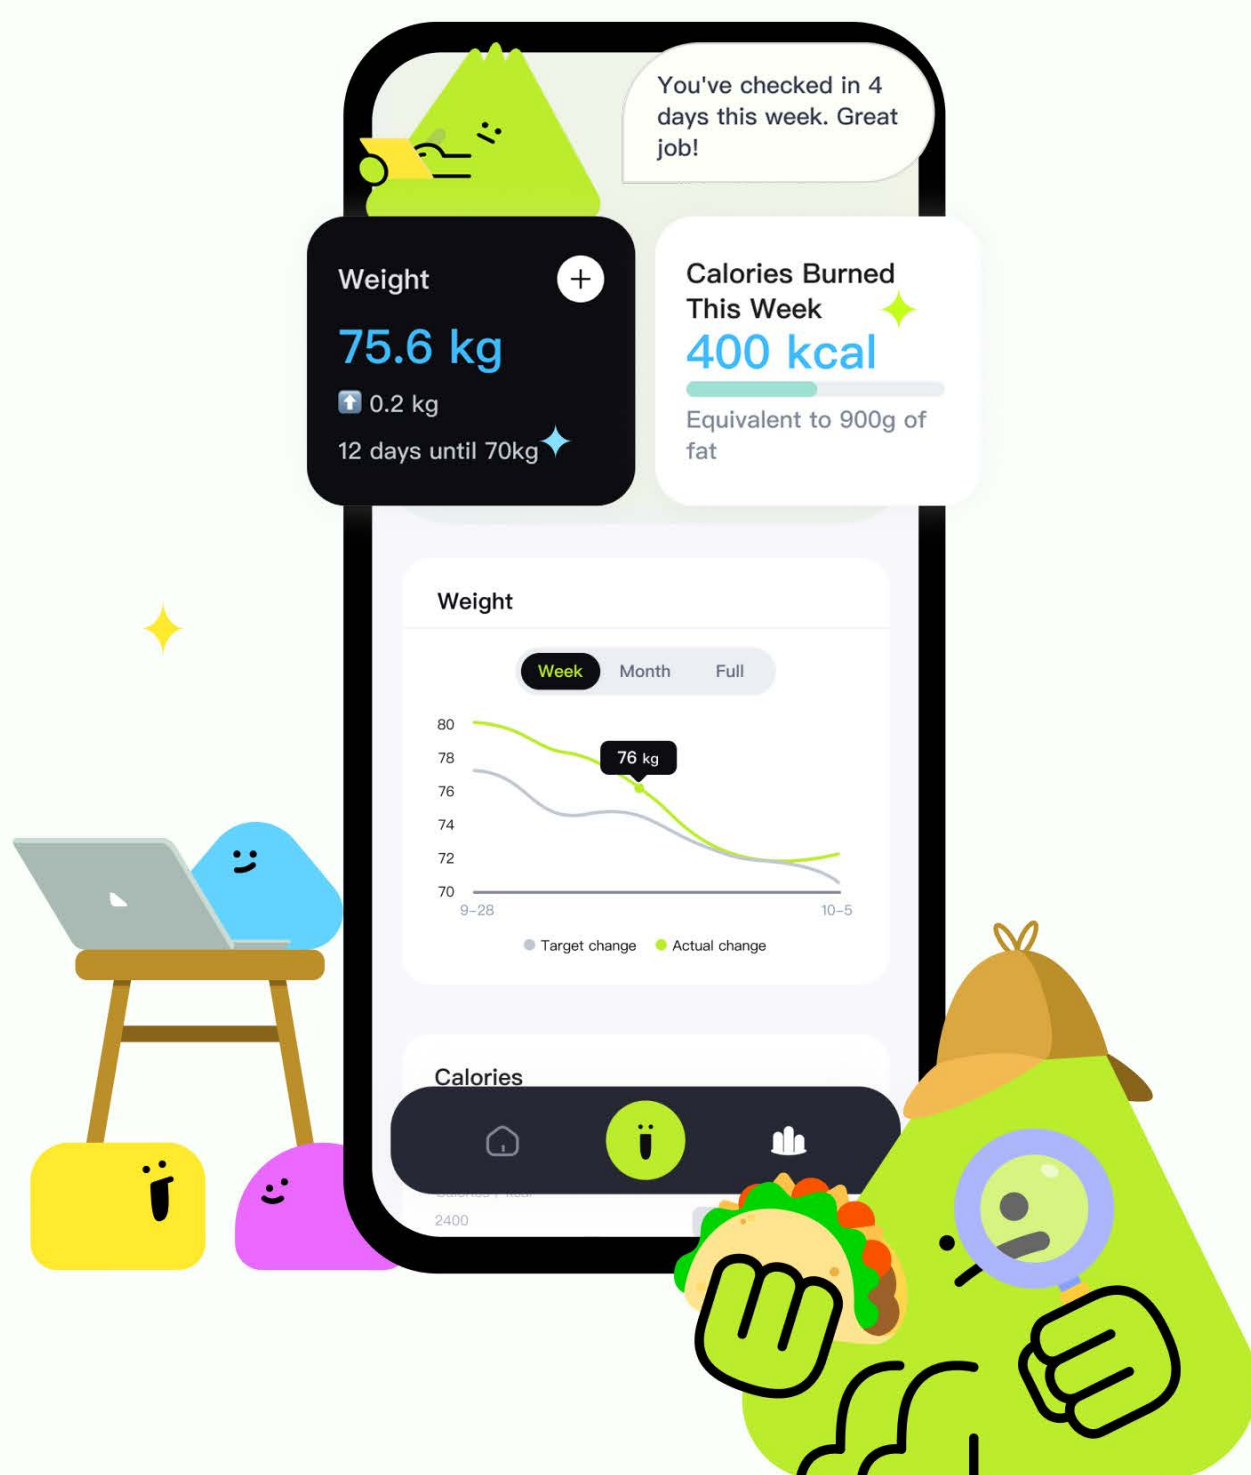 You've checked in 4
days this week. Great
job!
Weight
75.6 kg
0.2 kg
12 days until 70kg
Calories Burned
This Week
400 kcal
Equivalent to 900g of
fat
Weight
Week Month Full
80
78
76
74
72
70
76 kg
9-28 10-5
Target change Actual change
Calories
2400